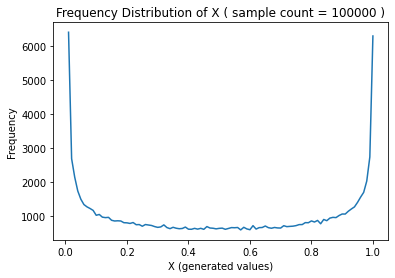 Frequency Distribution of X ( sample count = 100000 )
6000
5000
4000
3000
2000
1000
Frequency
0.0 0.2 0.4 0.6 0.8 1.0
X (generated values)